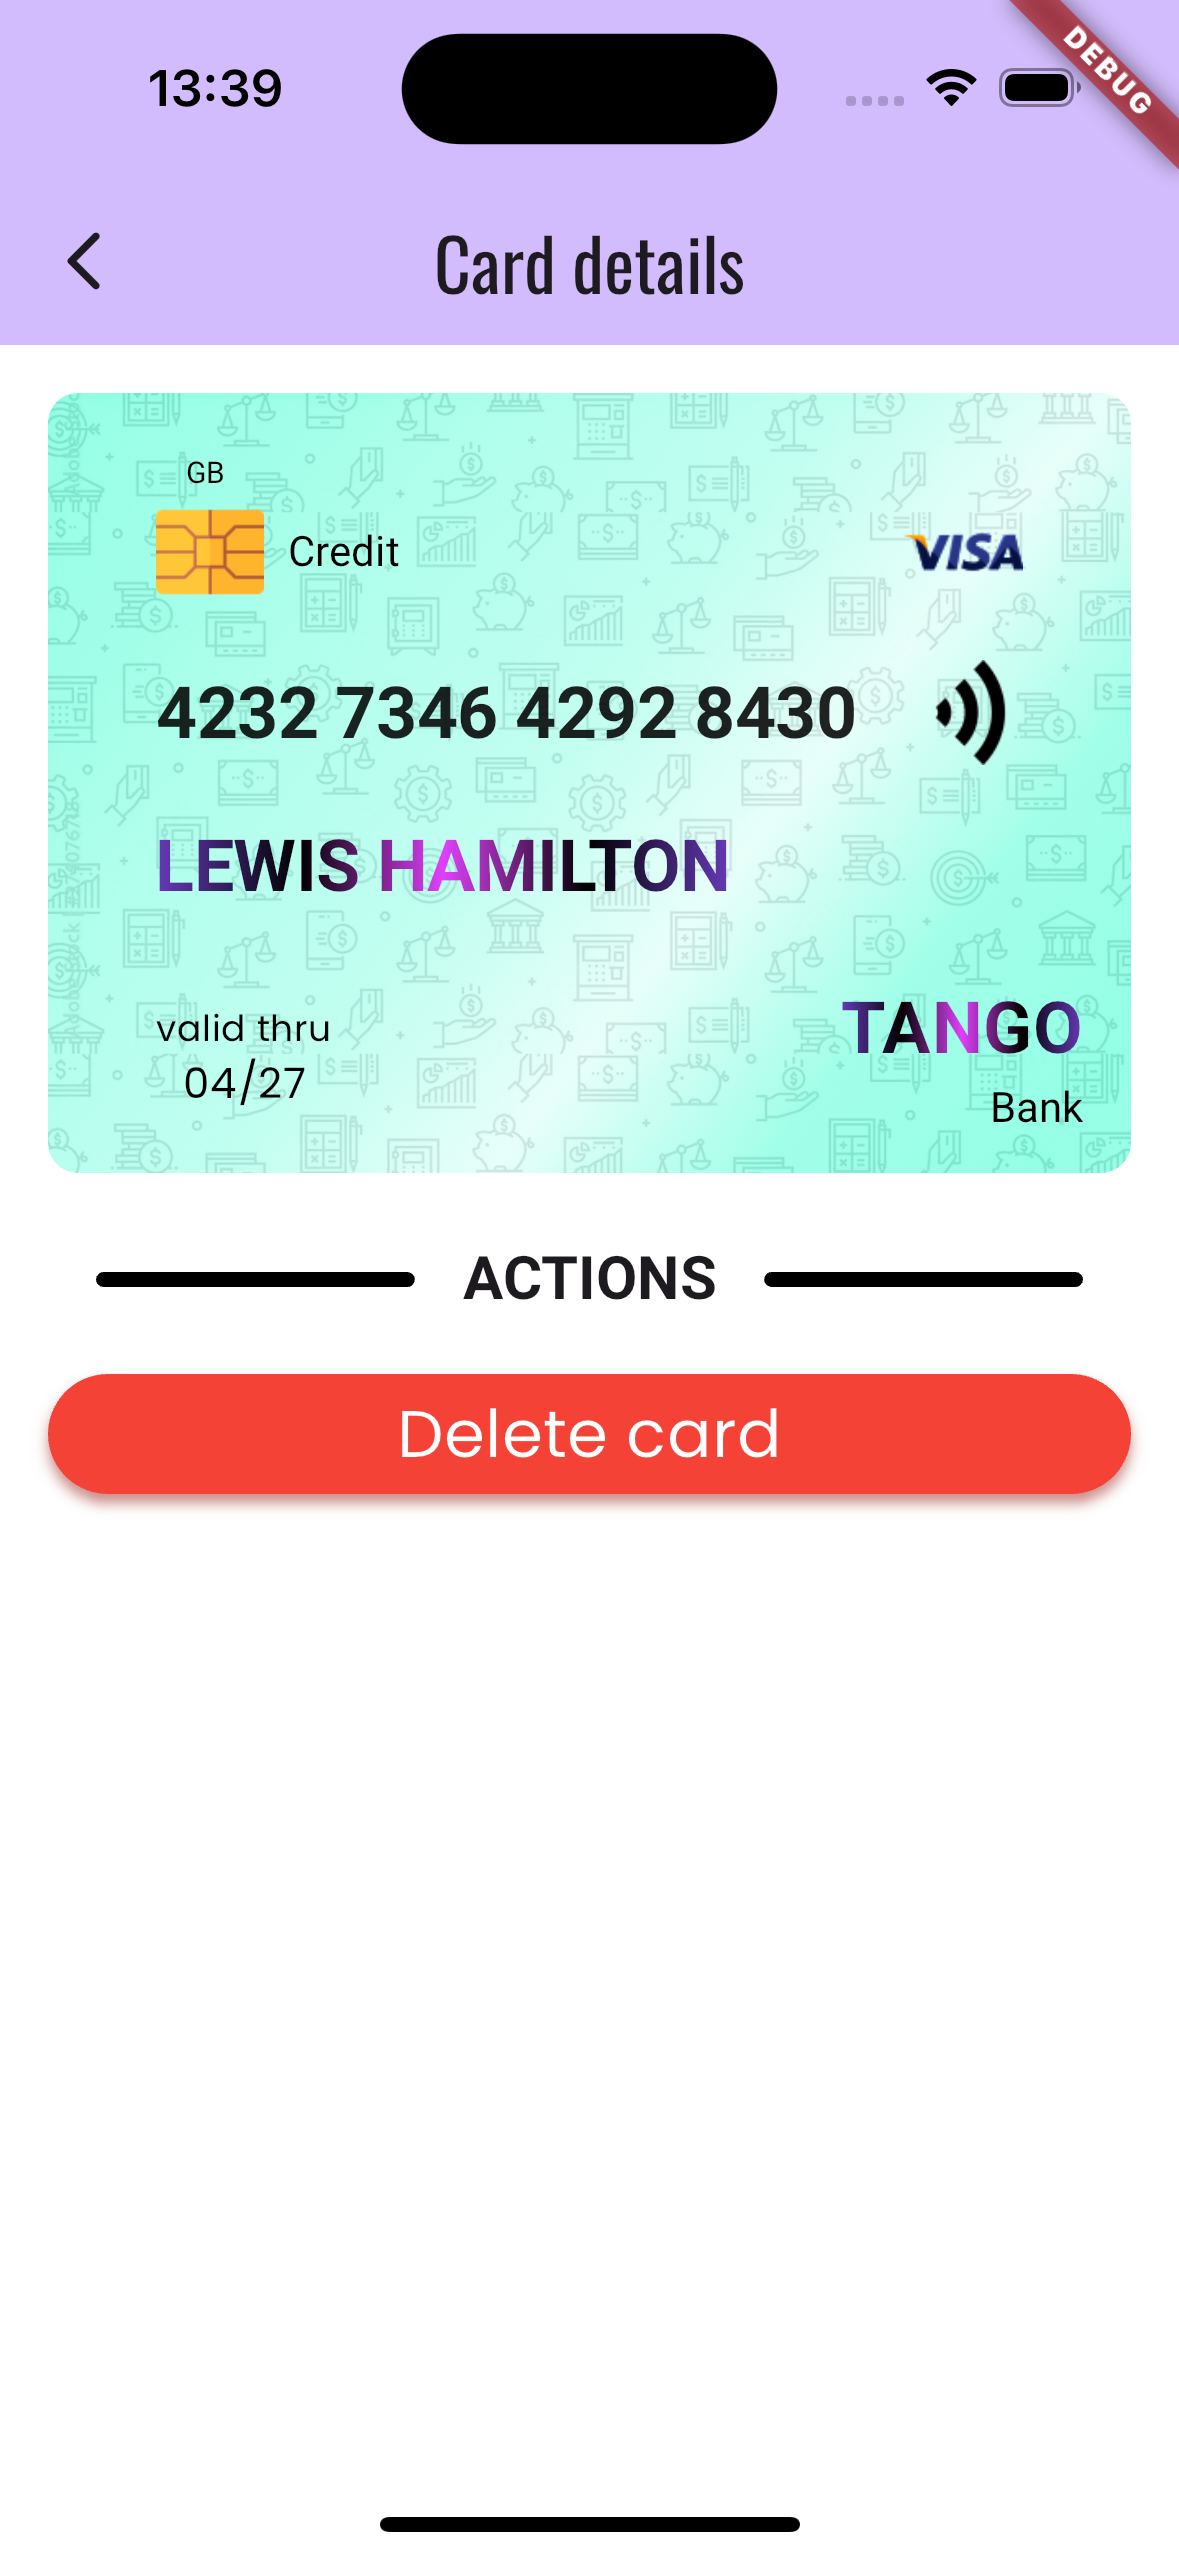 13:39
DEBUG
Card details
GB
Credit
VISA
4232 7346 4292 8430
LEWIS HAMILTON
valid thru
04/27
TANGO
Bank
ACTIONS
Delete card